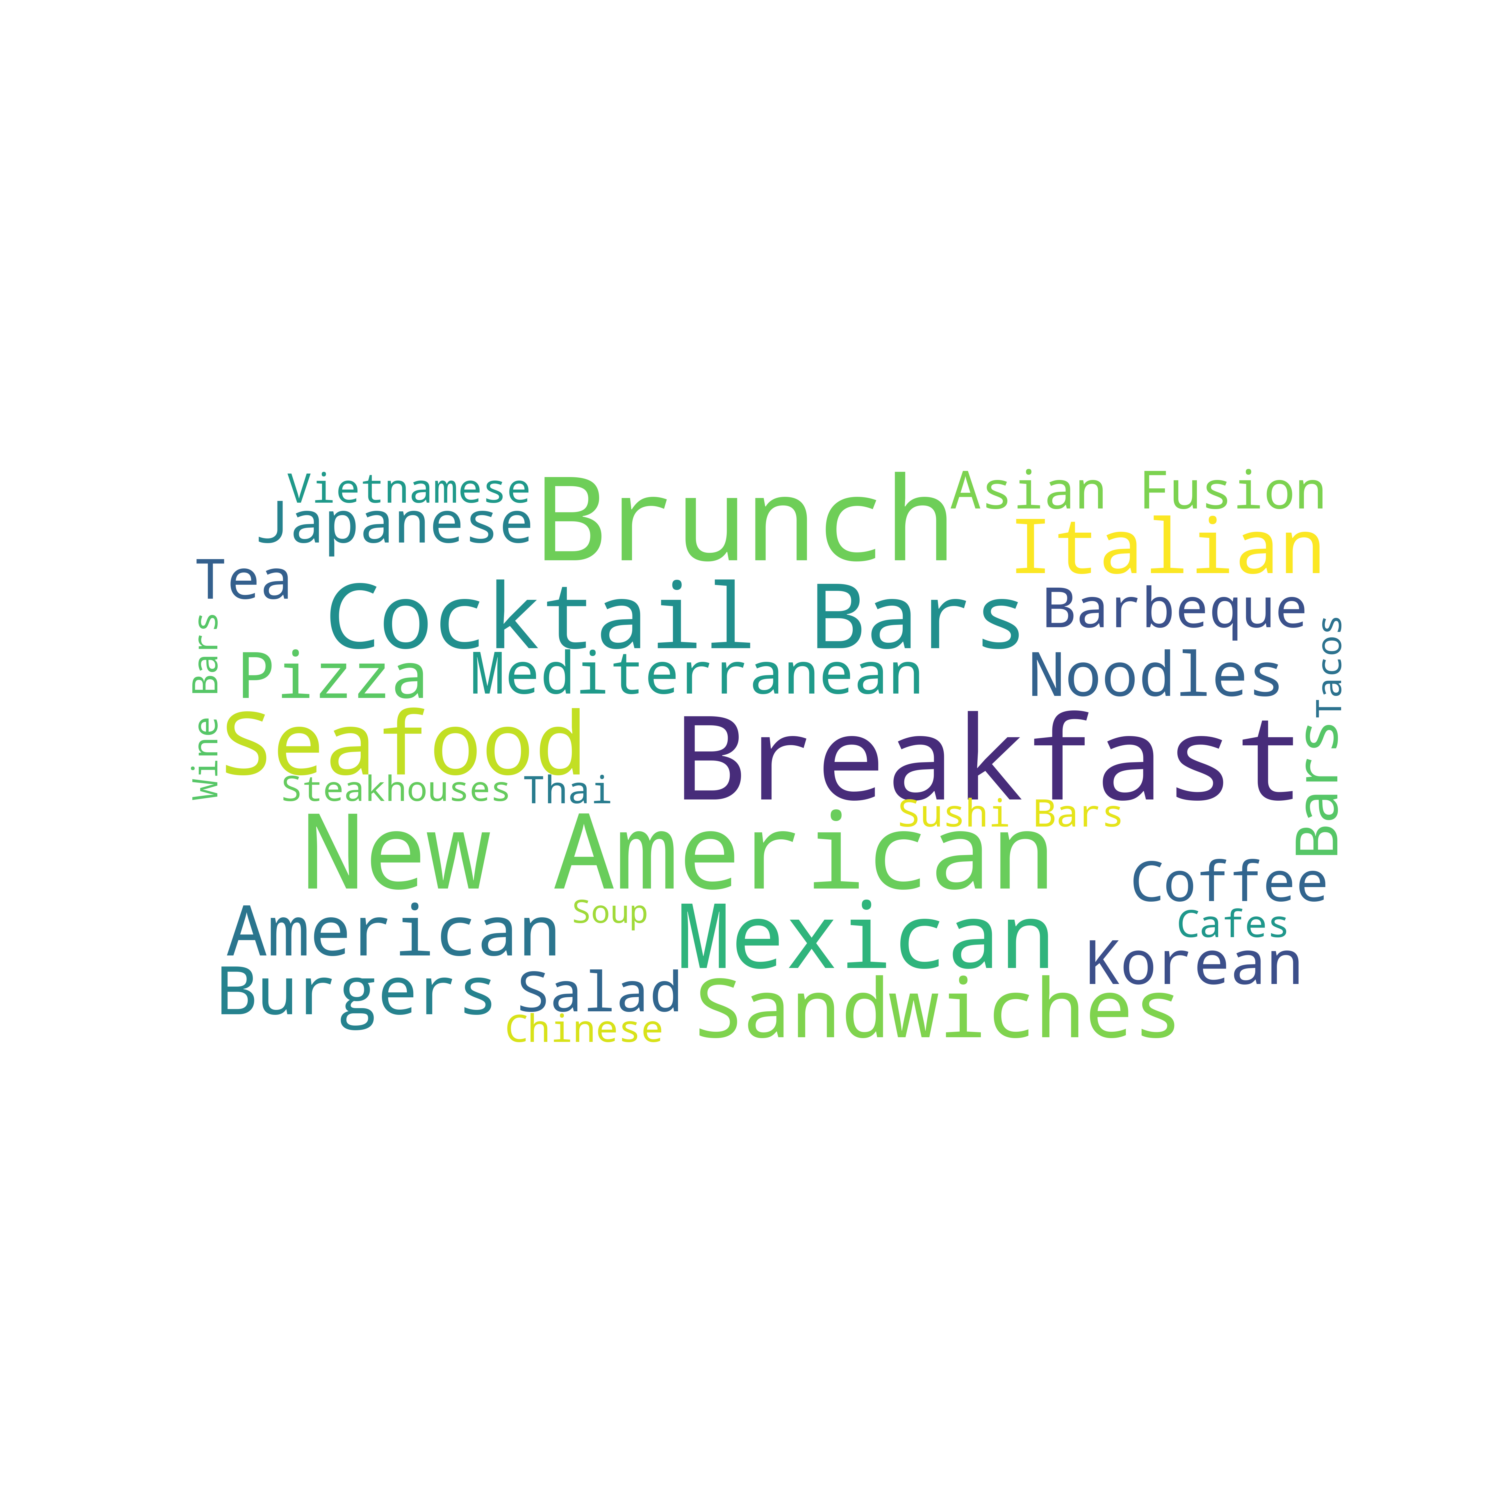 Vietnamese
Brunch
Asian Fusion
Japanese
Italian
Tea
Cocktail Bars
Barbeque
Wine Bars
Pizza
Mediterranean
Noodles
Tacos
Seafood
Breakfast
Bars
Steakhouses
Thai
Sushi Bars
New American
Coffee
American
Soup
Mexican
Cafes
Korean
Burgers
Salad
Sandwiches
Chinese